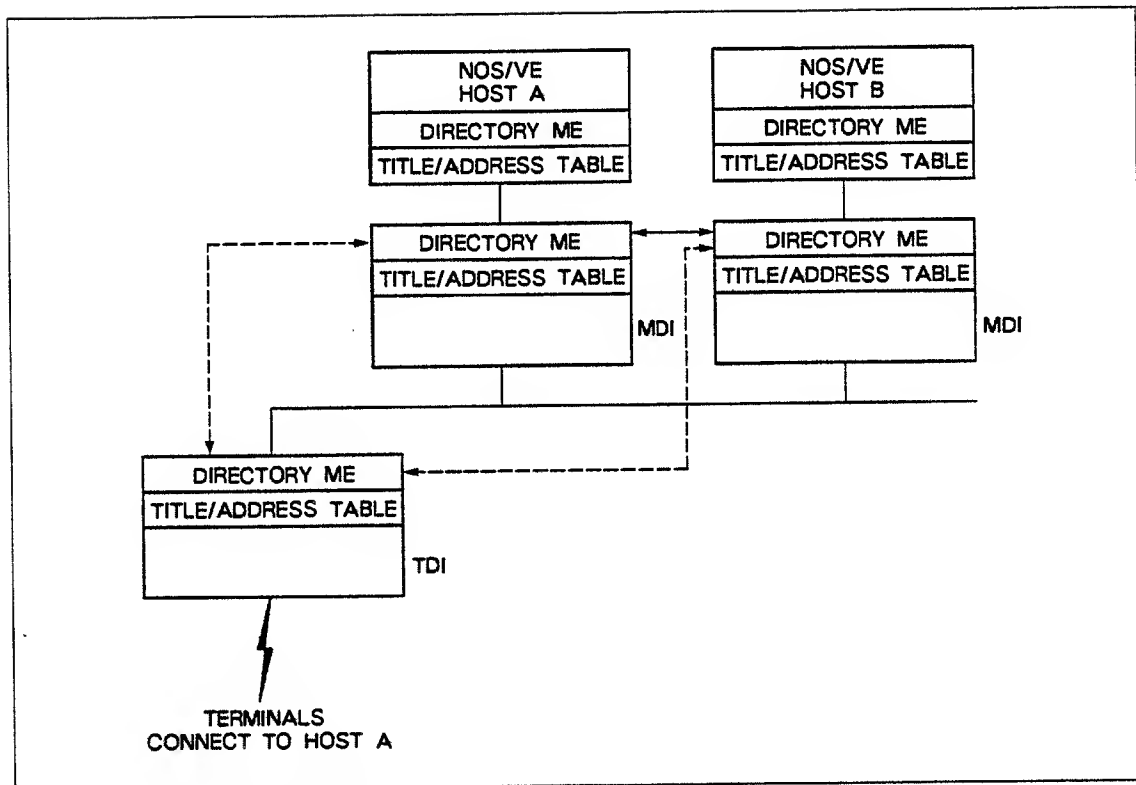 NOS/VE
HOST A
DIRECTORY ME
TITLE/ADDRESS TABLE
NOS/VE
HOST B
DIRECTORY ME
TITLE/ADDRESS TABLE
DIRECTORY ME
TITLE/ADDRESS TABLE
MDI
DIRECTORY ME
TITLE/ADDRESS TABLE
MDI
DIRECTORY ME
TITLE/ADDRESS TABLE
TDI
TERMINALS
CONNECT TO HOST A